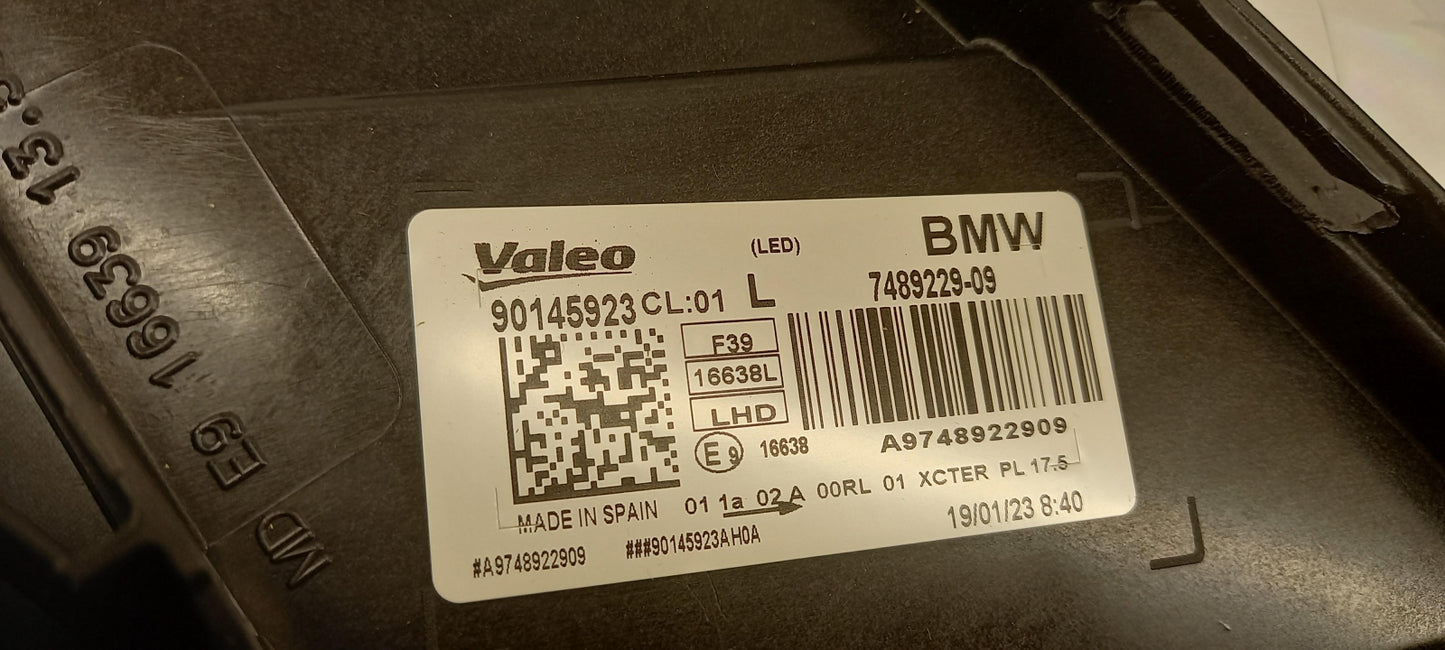 Valeo
(LED)
BMW
90145923 CL:01 L
7489229-09
F39
16638L
LHD
E9 16638
A9748922909
01 1a 02 A 00RL 01 XCTER PL 17.5
MADE IN SPAIN
19/01/23 8:40
#A9748922909 ###90145923AH0A
13
16639
E9
MD